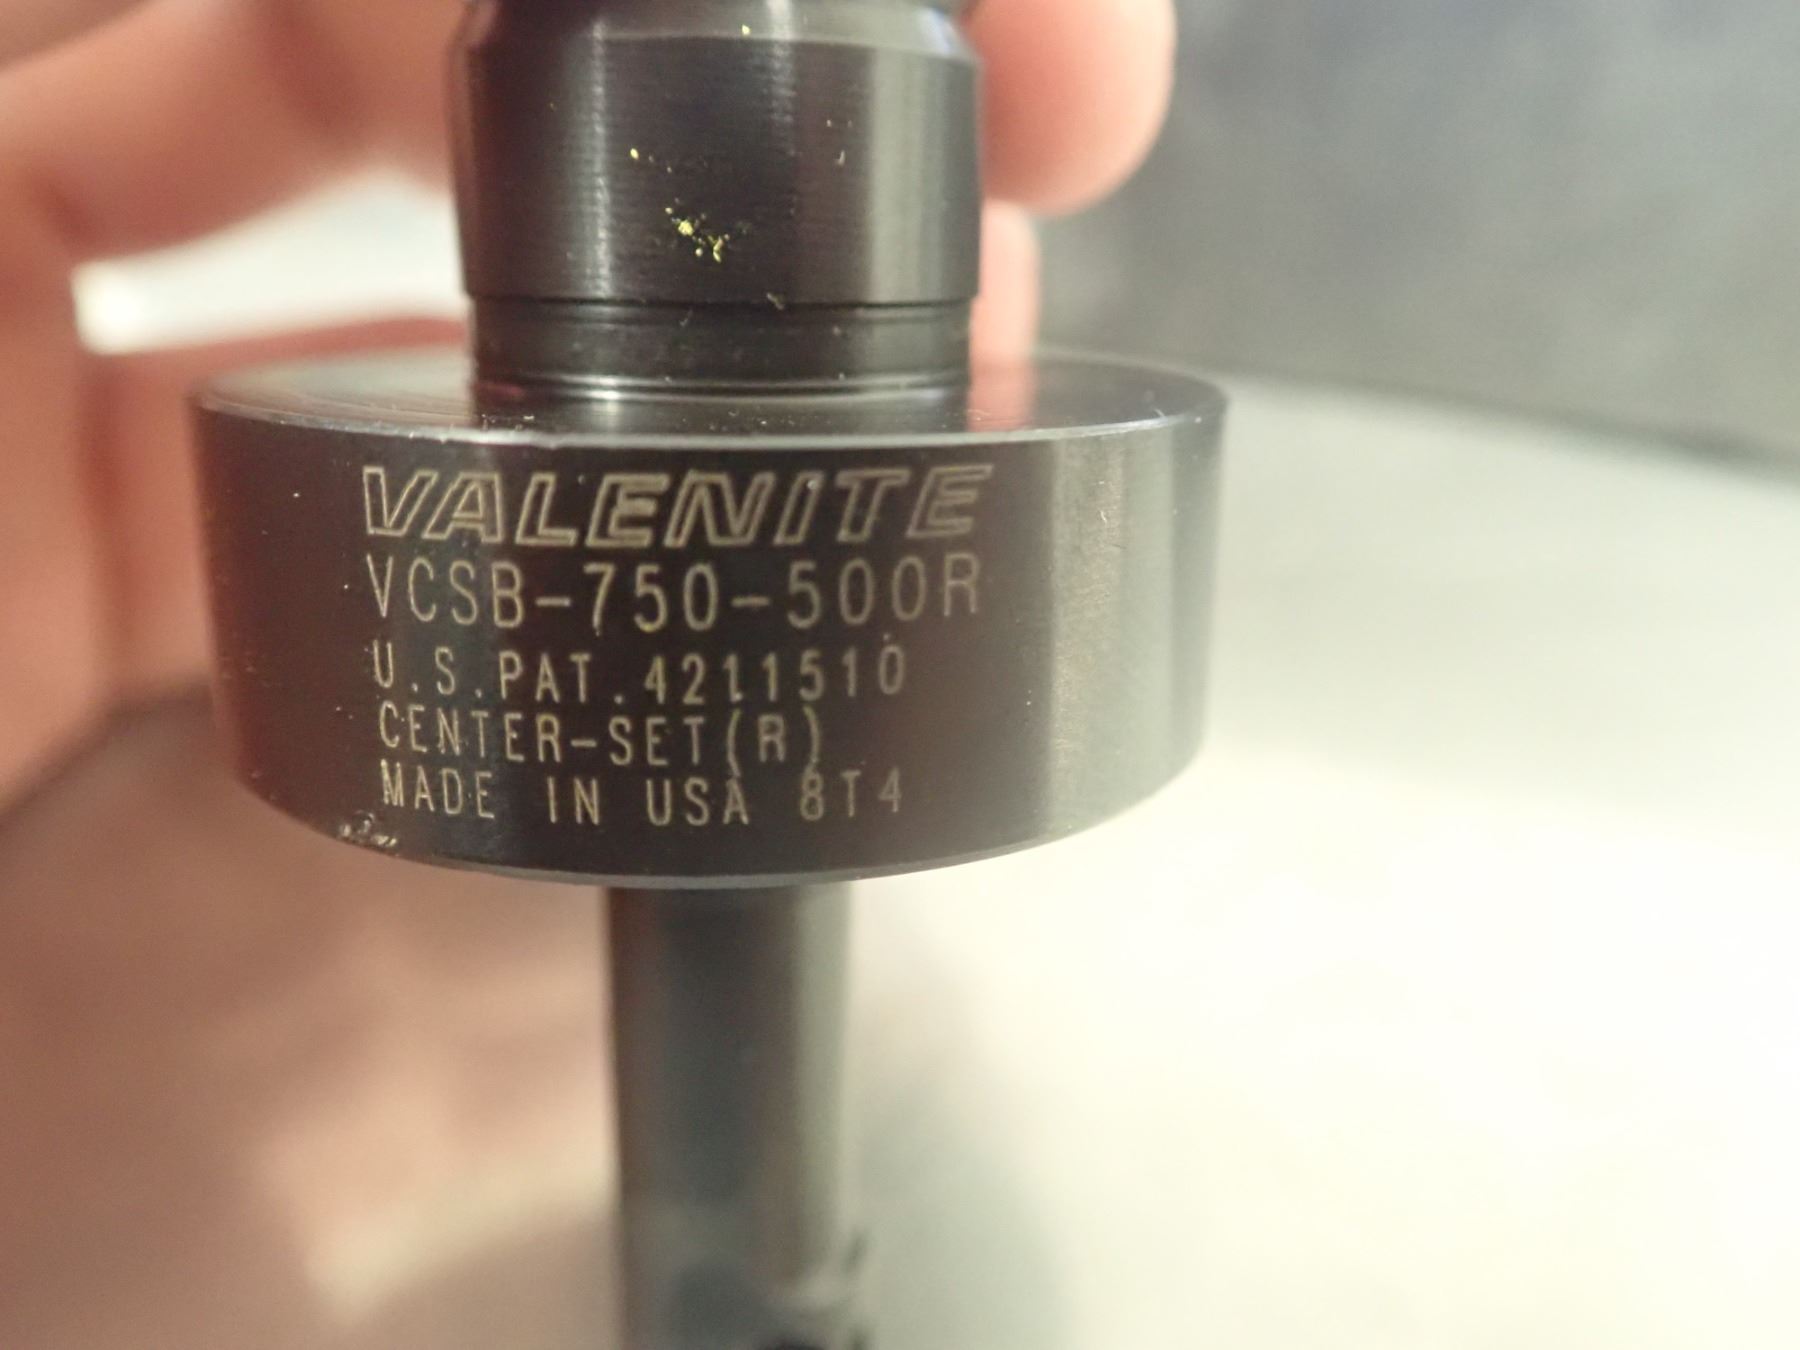 VALENITE
VCSB-750-500R
U.S.PAT.4211510
CENTER-SET(R)
MADE IN USA 8T4